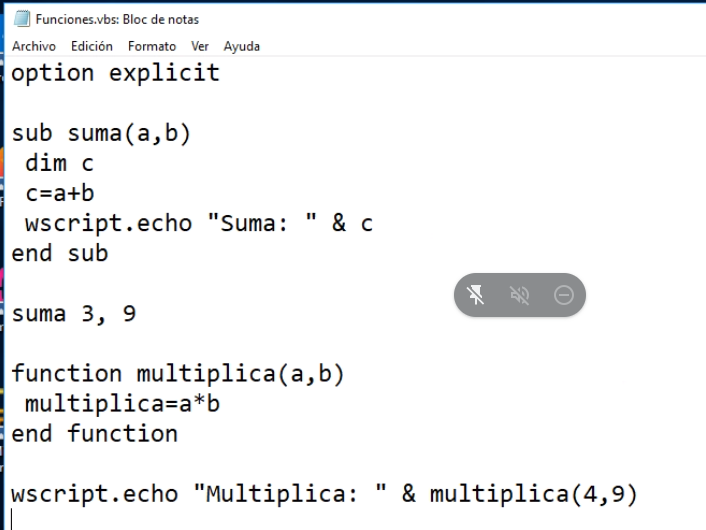 Funciones.vbs: Bloc de notas
Archivo Edición Formato Ver Ayuda
option explicit
sub suma(a,b)
dim c
c=a+b
wscript.echo "Suma: " & c
end sub
suma 3, 9
function multiplica(a,b)
multiplica=a*b
end function
wscript.echo "Multiplica: " & multiplica(4,9)